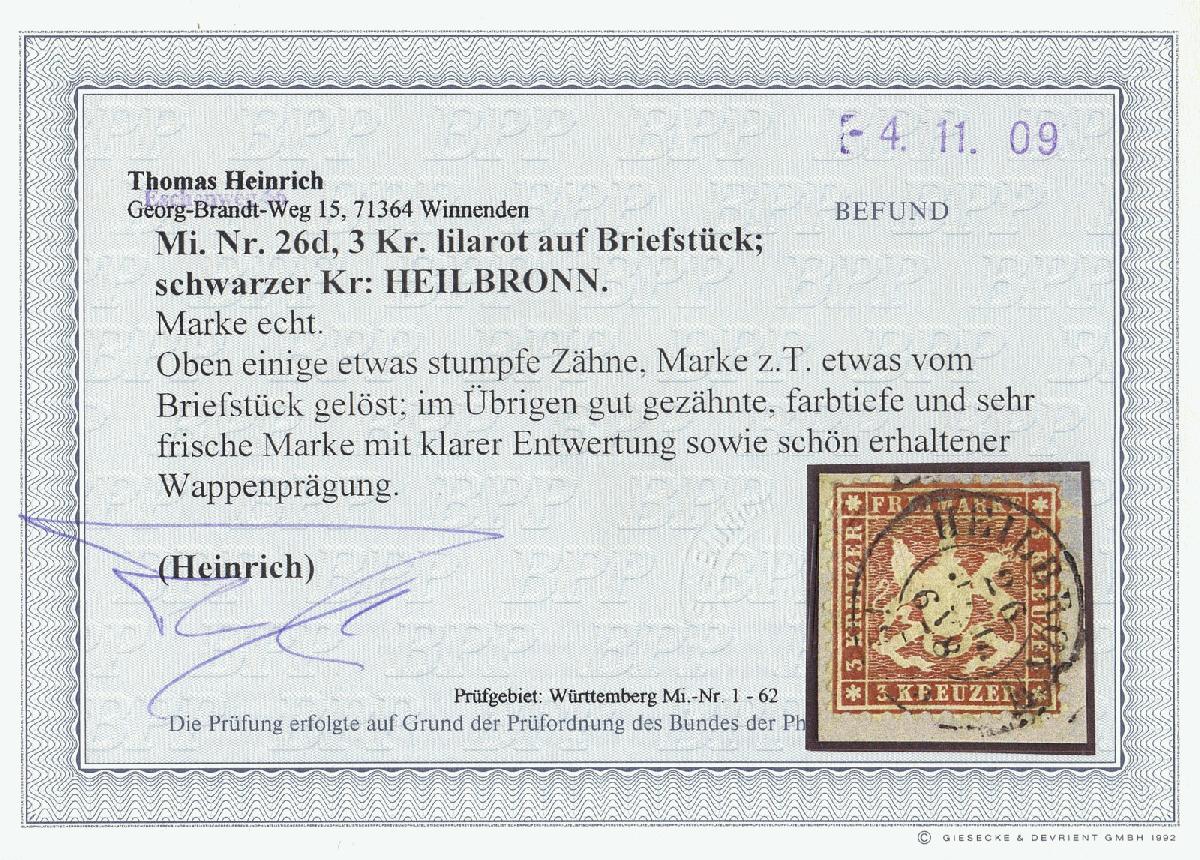 - 4. 11. 09
Thomas Heinrich
Georg-Brandt-Weg 15, 71364 Winnenden
BEFUND
Mi. Nr. 26d, 3 Kr. lilarot auf Briefstück;
schwarzer Kr: HEILBRONN.
Marke echt.
Oben einige etwas stumpfe Zähne, Marke z.T. etwas vom
Briefstück gelöst; im Übrigen gut gezähnte, farbtiefe und sehr
frische Marke mit klarer Entwertung sowie schön erhaltener
Wappenprägung.
(Heinrich)
FREIMARKE
3 KREUZER
3 KREUZER
HEILBRONN
26
Prüfgebiet: Württemberg Mi.-Nr. 1 - 62
Die Prüfung erfolgte auf Grund der Prüfordnung des Bundes der Ph
© GIESECKE & DEVRIENT GMBH 1992